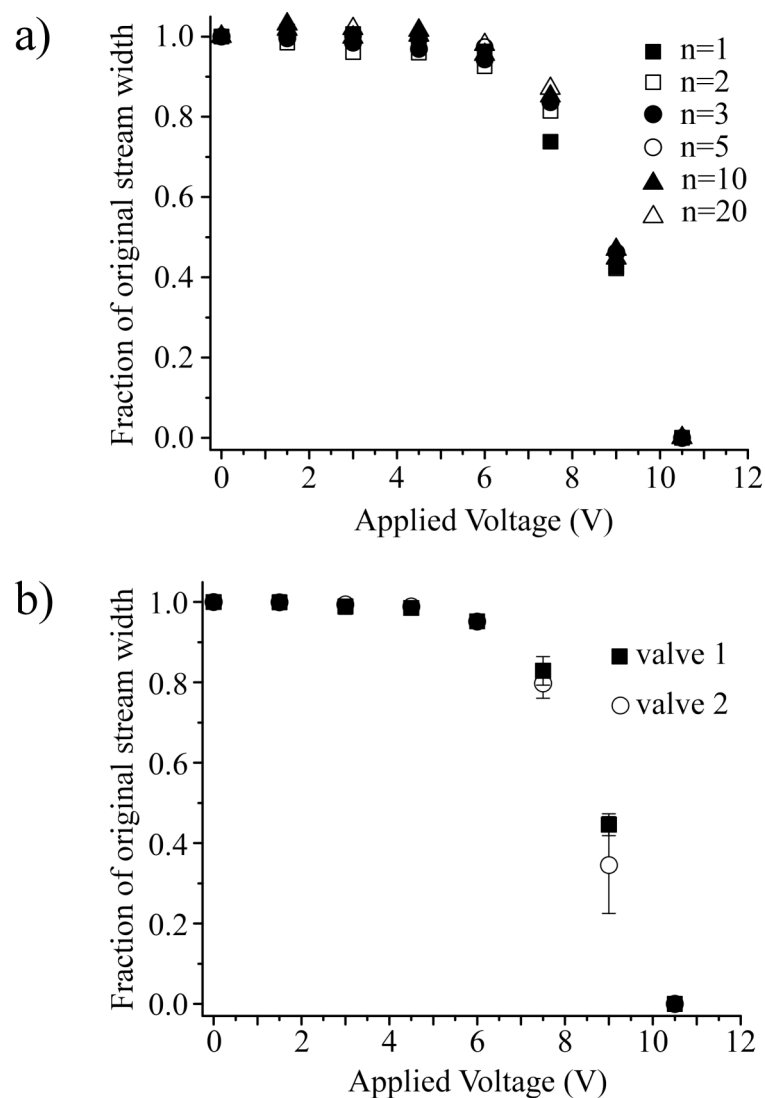 a)
Fraction of original stream width
1.0
0.8
0.6
0.4
0.2
0.0
0 2 4 6 8 10 12
Applied Voltage (V)
n=1
n=2
n=3
n=5
n=10
n=20
b)
Fraction of original stream width
1.0
0.8
0.6
0.4
0.2
0.0
0 2 4 6 8 10 12
Applied Voltage (V)
valve 1
valve 2